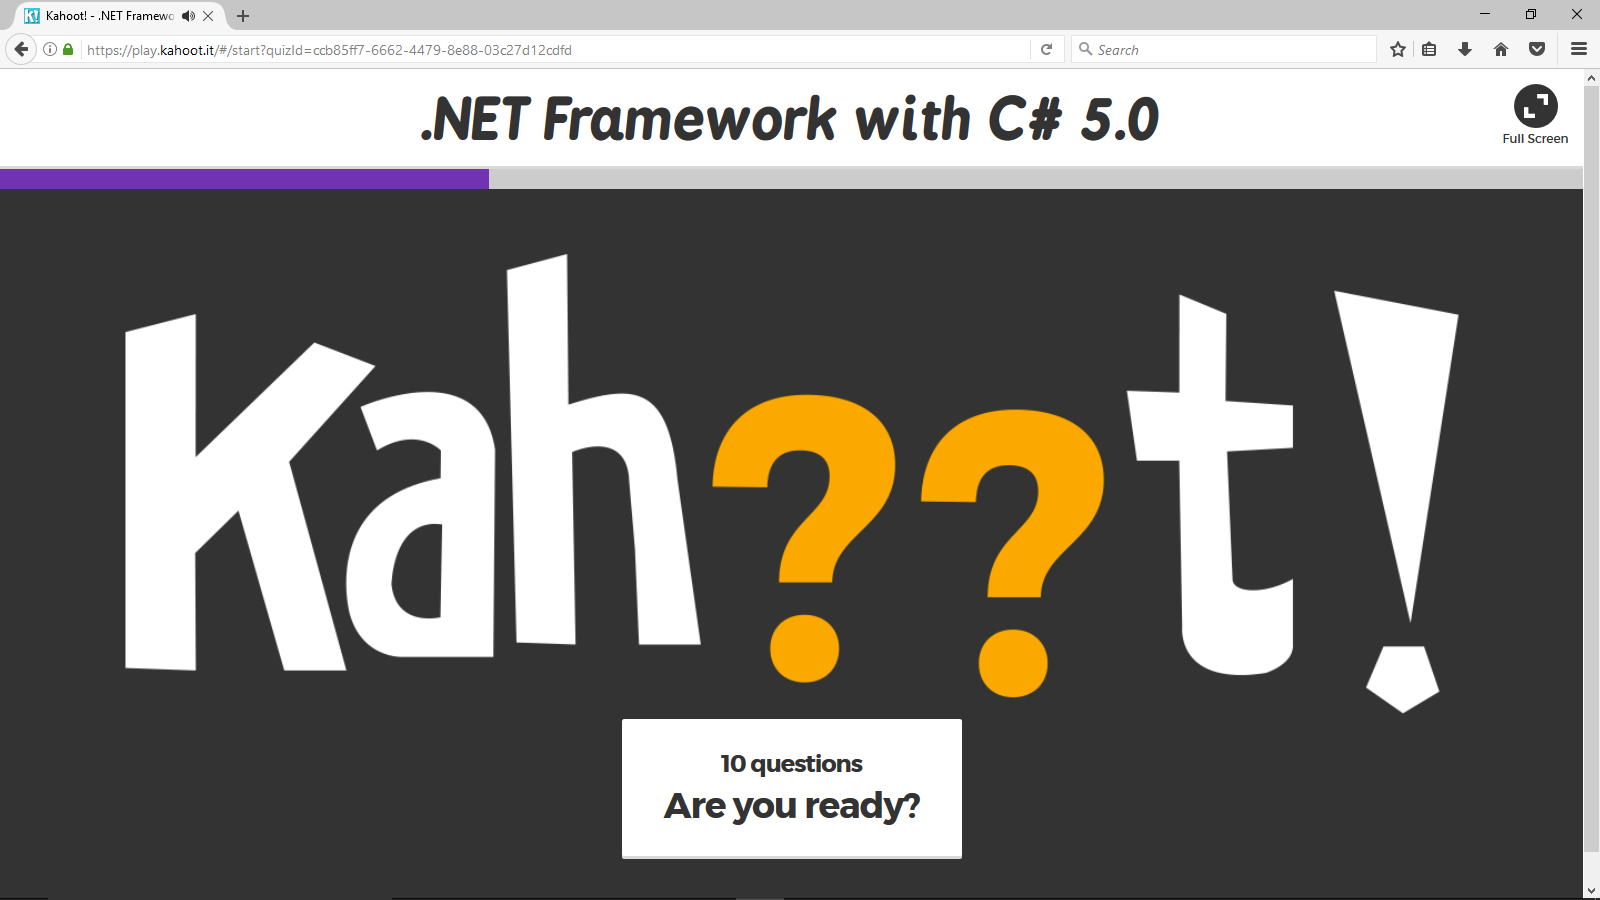 Kahoot! - .NET Framewo
https://play.kahoot.it/#/start?quizId=ccb85ff7-6662-4479-8e88-03c27d12cdfd
Search
.NET Framework with C# 5.0
Full Screen
Kah??t!
10 questions
Are you ready?